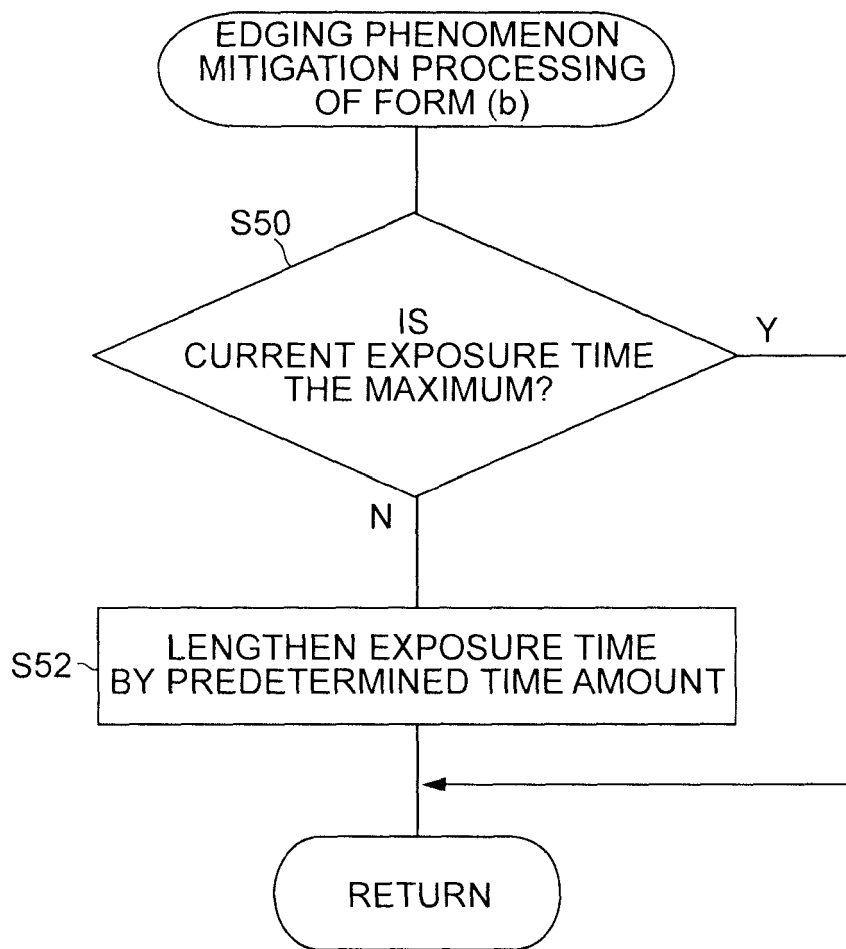 EDGING PHENOMENON
MITIGATION PROCESSING
OF FORM (b)
S50
IS
CURRENT EXPOSURE TIME
THE MAXIMUM?
Y
N
S52
LENGTHEN EXPOSURE TIME
BY PREDETERMINED TIME AMOUNT
RETURN